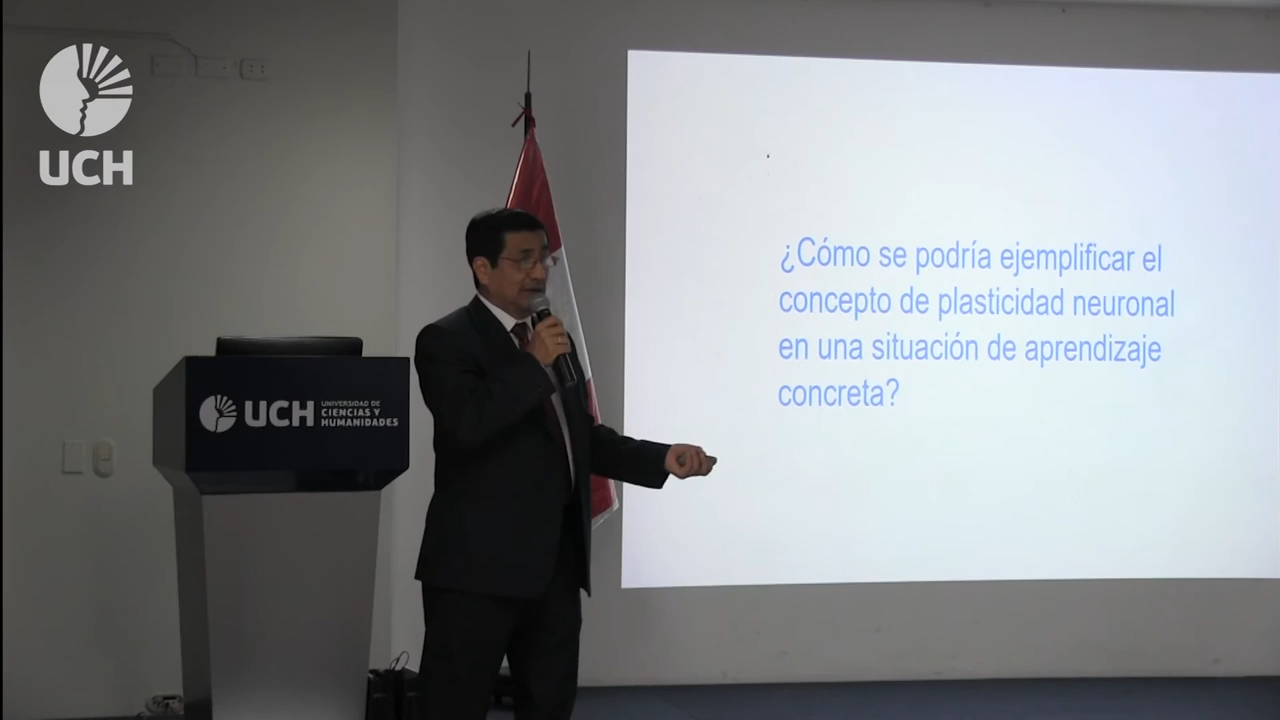 UCH
¿Cómo se podría ejemplificar el
concepto de plasticidad neuronal
en una situación de aprendizaje
concreta?
UCH
UNIVERSIDAD DE
CIENCIAS Y
HUMANIDADES